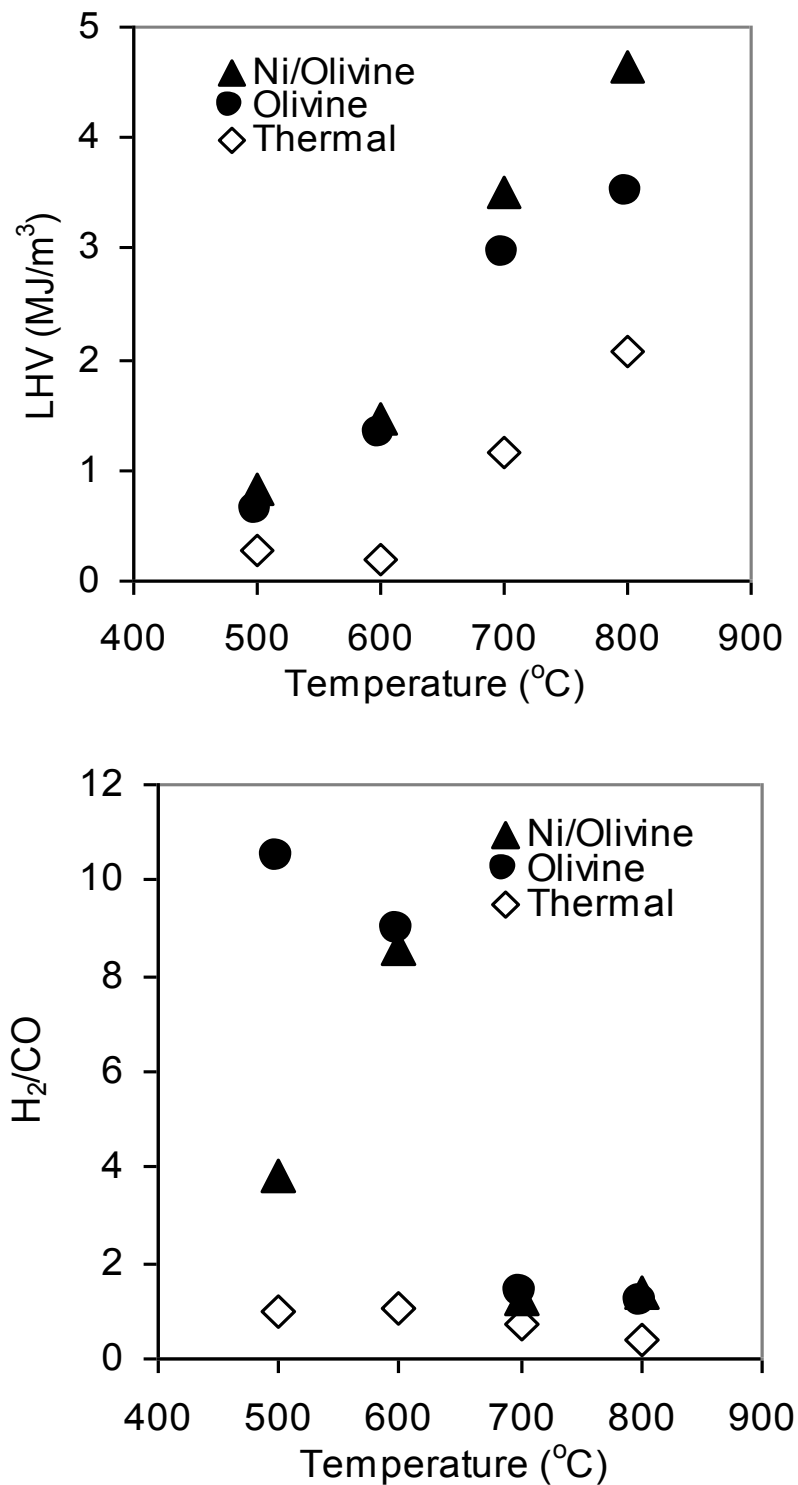 5
Ni/Olivine
Olivine
Thermal
4
3
2
1
0
LHV (MJ/m³)
400 500 600 700 800 900
Temperature (°C)
12
Ni/Olivine
Olivine
Thermal
10
8
6
4
2
0
H₂/CO
400 500 600 700 800 900
Temperature (°C)